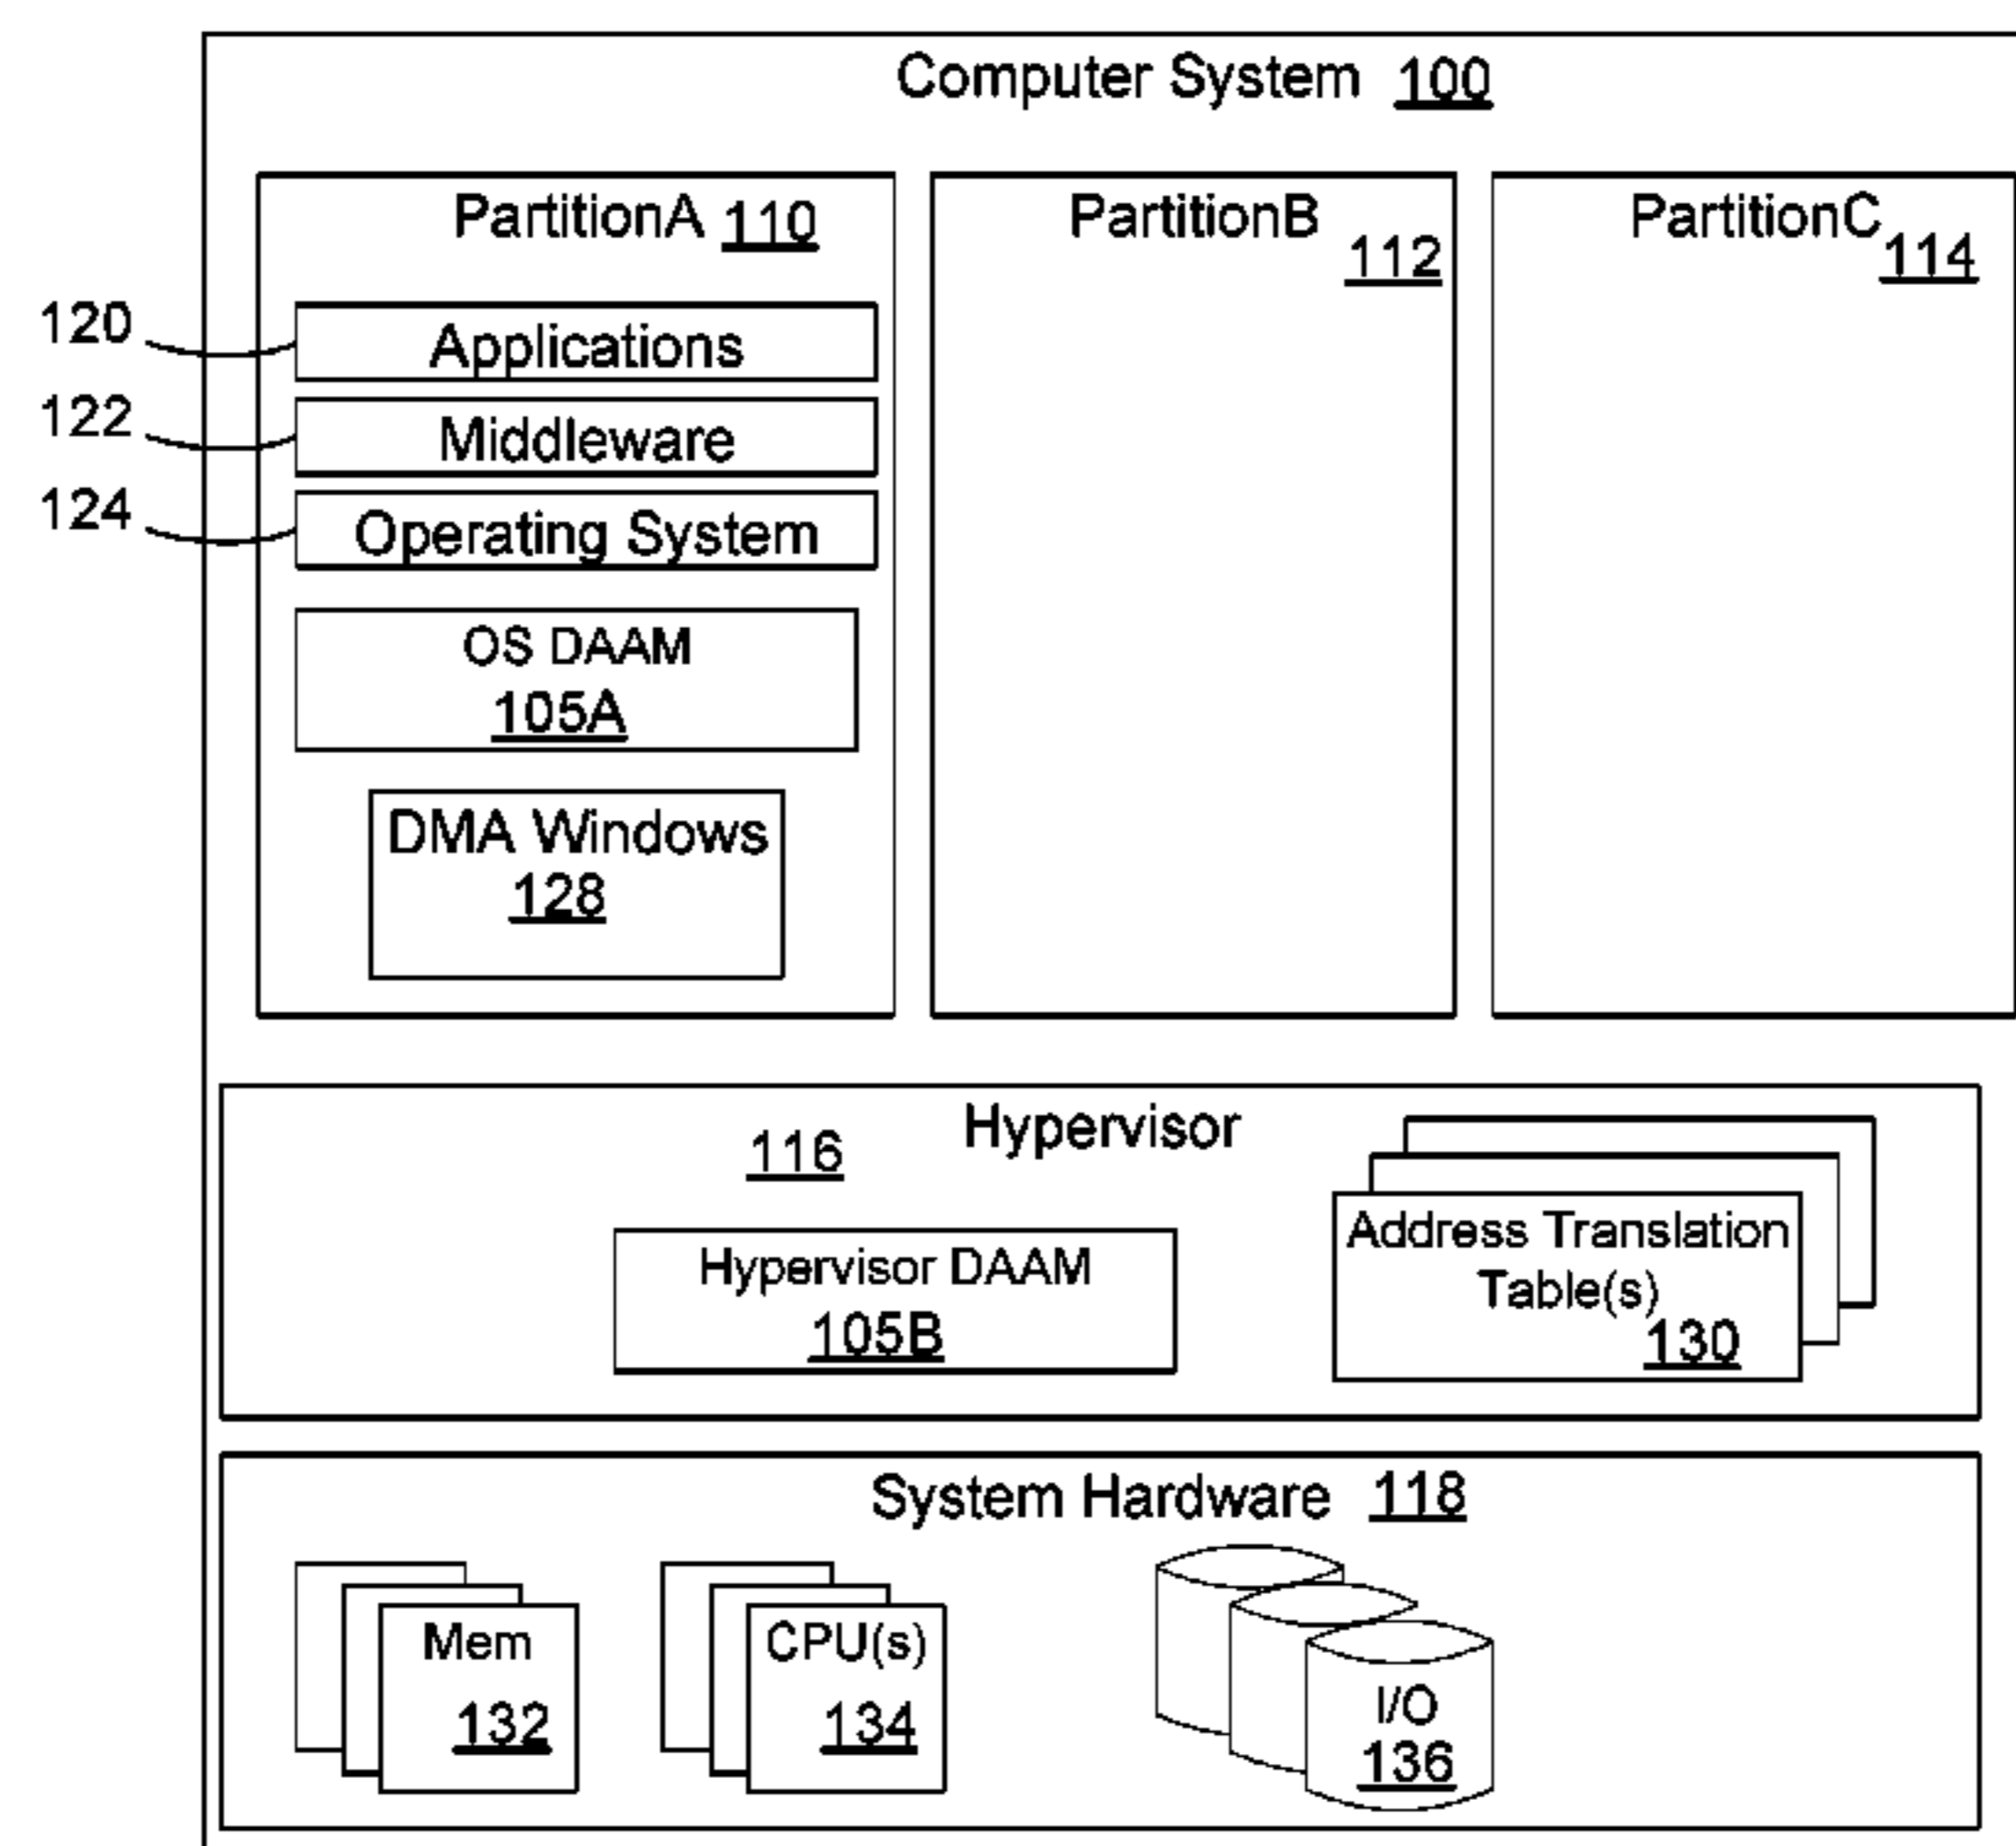 Computer System 100
PartitionA 110
PartitionB
112
PartitionC
114
120
Applications
122
Middleware
124
Operating System
OS DAAM
105A
DMA Windows
128
Hypervisor
116
Hypervisor DAAM
105B
Address Translation
Table(s)
130
System Hardware 118
Mem
132
CPU(s)
134
I/O
136